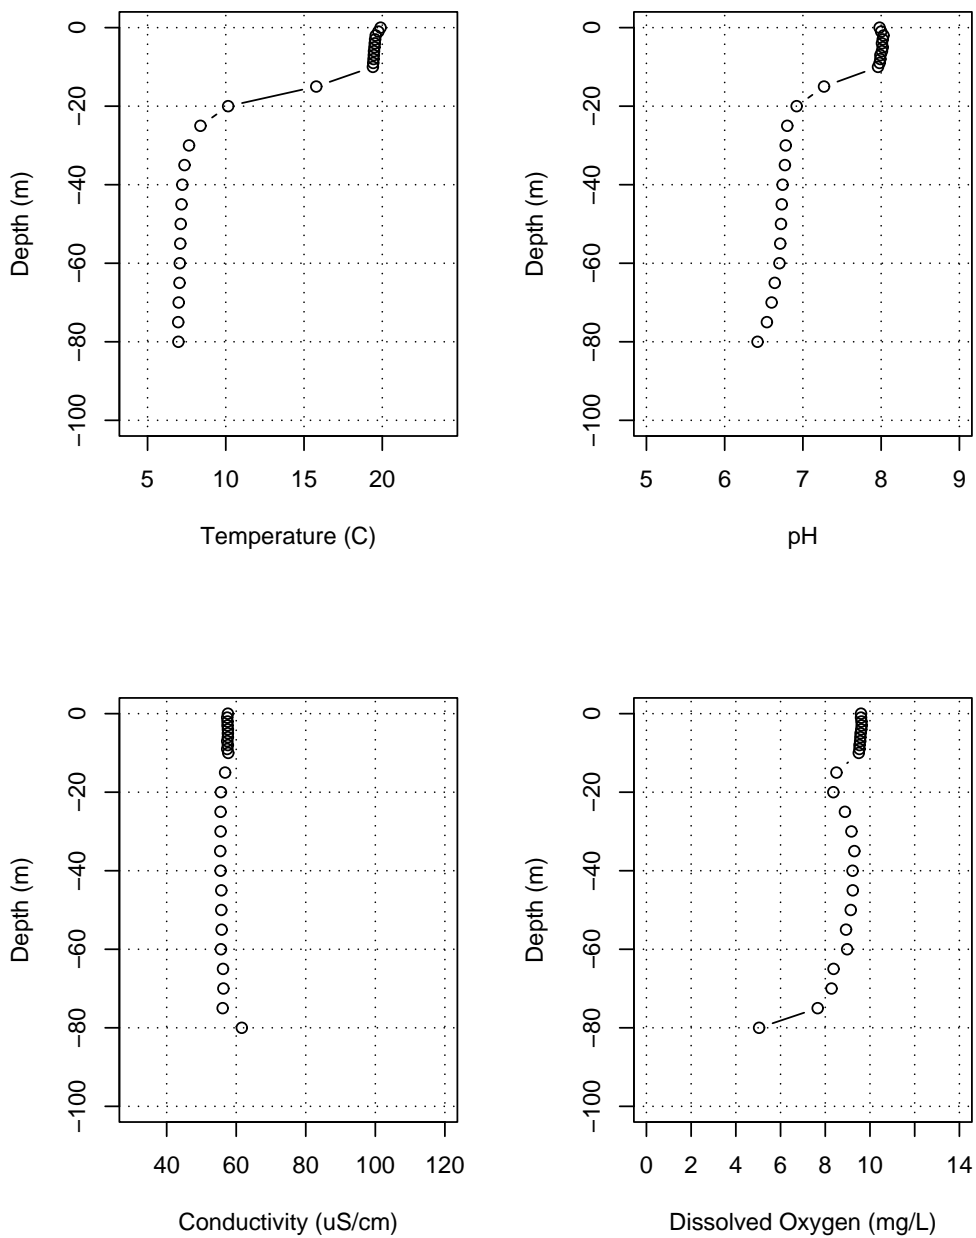 0
−20
−40
−60
−80
−100
Depth (m)
5 10 15 20
Temperature (C)
0
−20
−40
−60
−80
−100
Depth (m)
5 6 7 8 9
pH
0
−20
−40
−60
−80
−100
Depth (m)
40 60 80 100 120
Conductivity (uS/cm)
0
−20
−40
−60
−80
−100
Depth (m)
0 2 4 6 8 10 14
Dissolved Oxygen (mg/L)